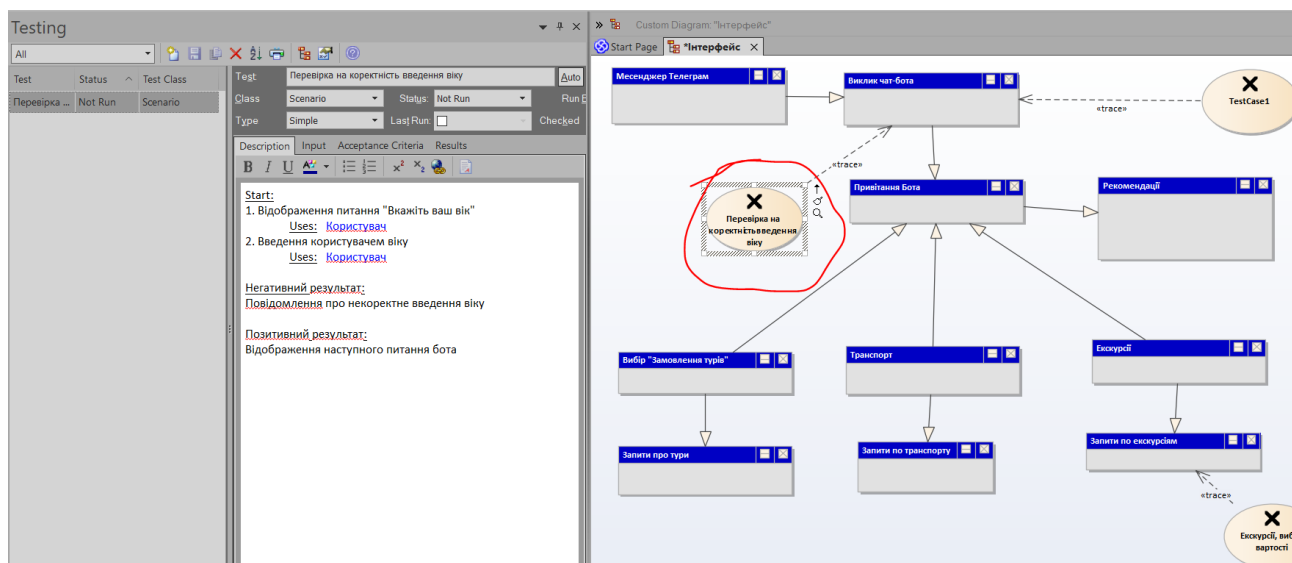 Testing
All
Test Status Test Class
Перевірка ... Not Run Scenario
Test Перевірка на коректність введення віку Auto
Class Scenario Status: Not Run Run
Type Simple Last Run: Checked
Description Input Acceptance Criteria Results
B I U A x² x₂
Start:
1. Відображення питання "Вкажіть ваш вік"
Uses: Користувач
2. Введення користувачем віку
Uses: Користувач
Негативний результат:
Повідомлення про некоректне введення віку
Позитивний результат:
Відображення наступного питання бота
Custom Diagram: "Інтерфейс"
Start Page *Інтерфейс
Месенджер Телеграм
Виклик чат-бота
TestCase1
«trace»
«trace»
Перевірка на
коректністьвведення
віку
Привітання Бота
Рекомендації
Вибір "Замовлення турів"
Транспорт
Екскурсії
Запити про тури
Запити по транспорту
Запити по екскурсіям
«trace»
Екскурсії, виб
вартості